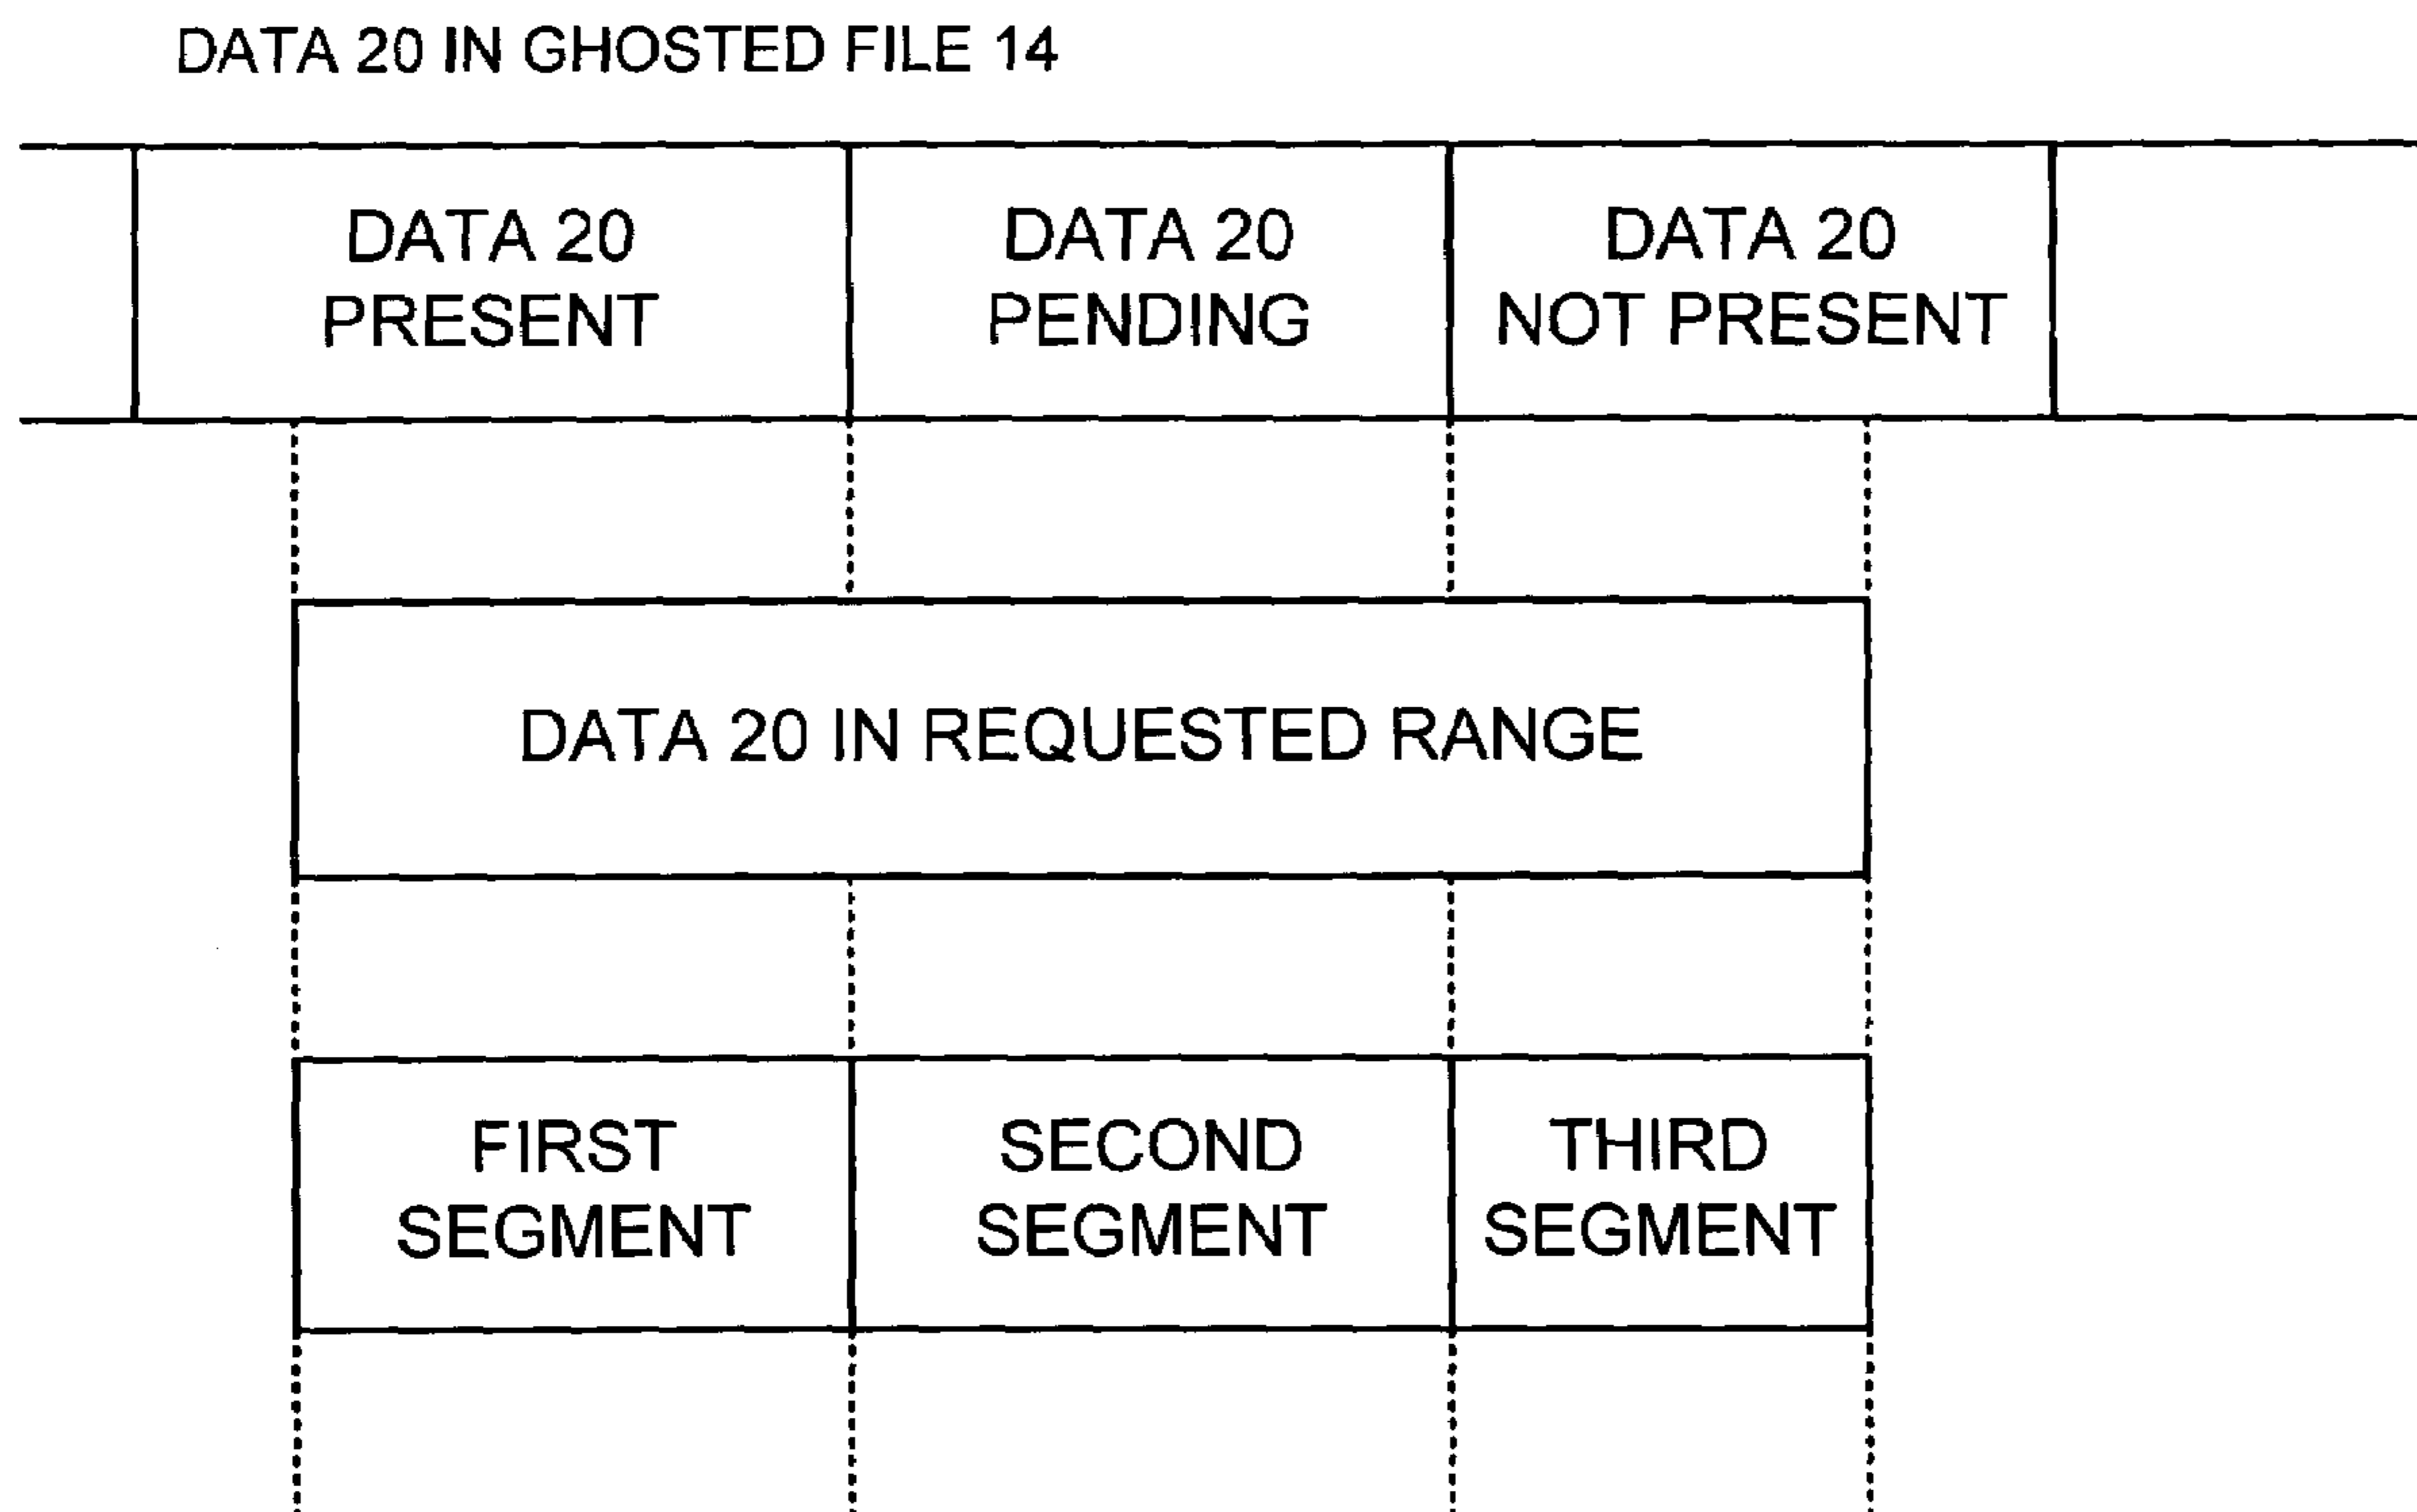 DATA 20 IN GHOSTED FILE 14
DATA 20
PRESENT
DATA 20
PENDING
DATA 20
NOT PRESENT
DATA 20 IN REQUESTED RANGE
FIRST
SEGMENT
SECOND
SEGMENT
THIRD
SEGMENT